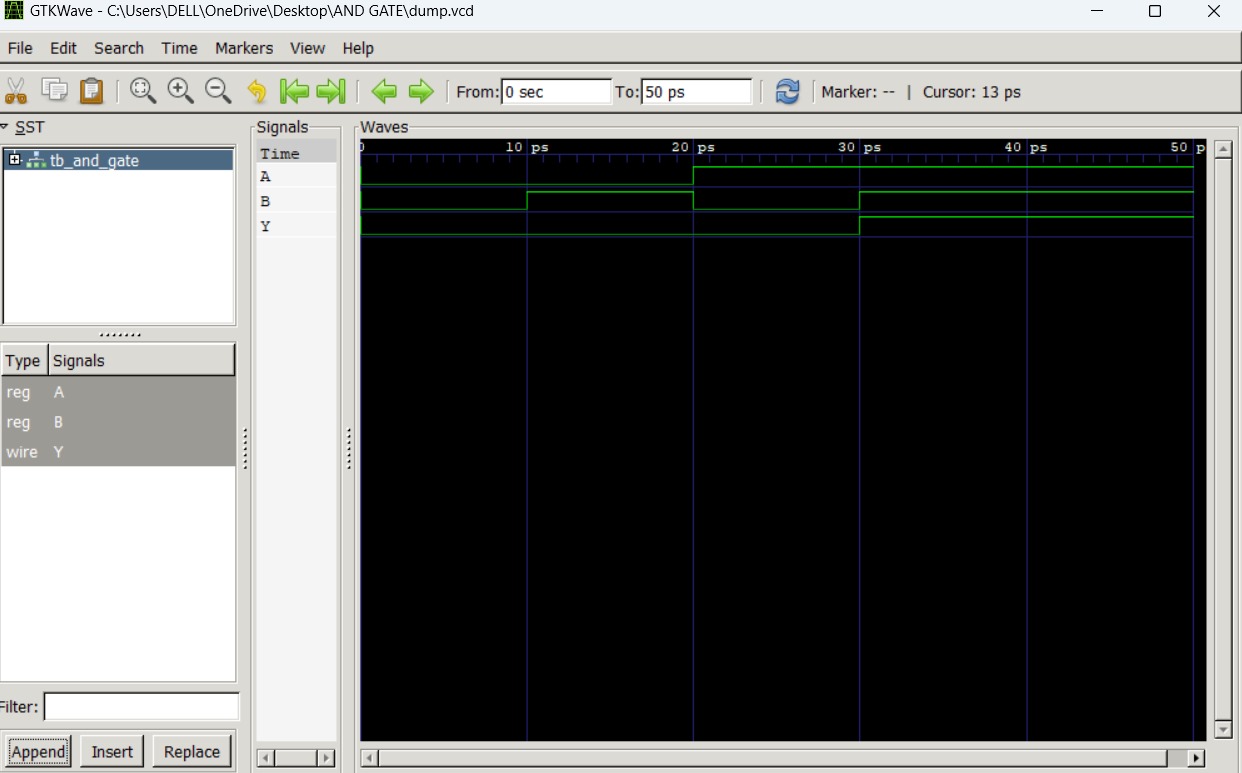 GTKWave - C:\Users\DELL\OneDrive\Desktop\AND GATE\dump.vcd
File Edit Search Time Markers View Help
From: 0 sec To: 50 ps Marker: -- | Cursor: 13 ps
SST
tb_and_gate
Type Signals
reg A
reg B
wire Y
Filter:
Append Insert Replace
Signals
Time
A
B
Y
Waves
0 10 ps 20 ps 30 ps 40 ps 50 p